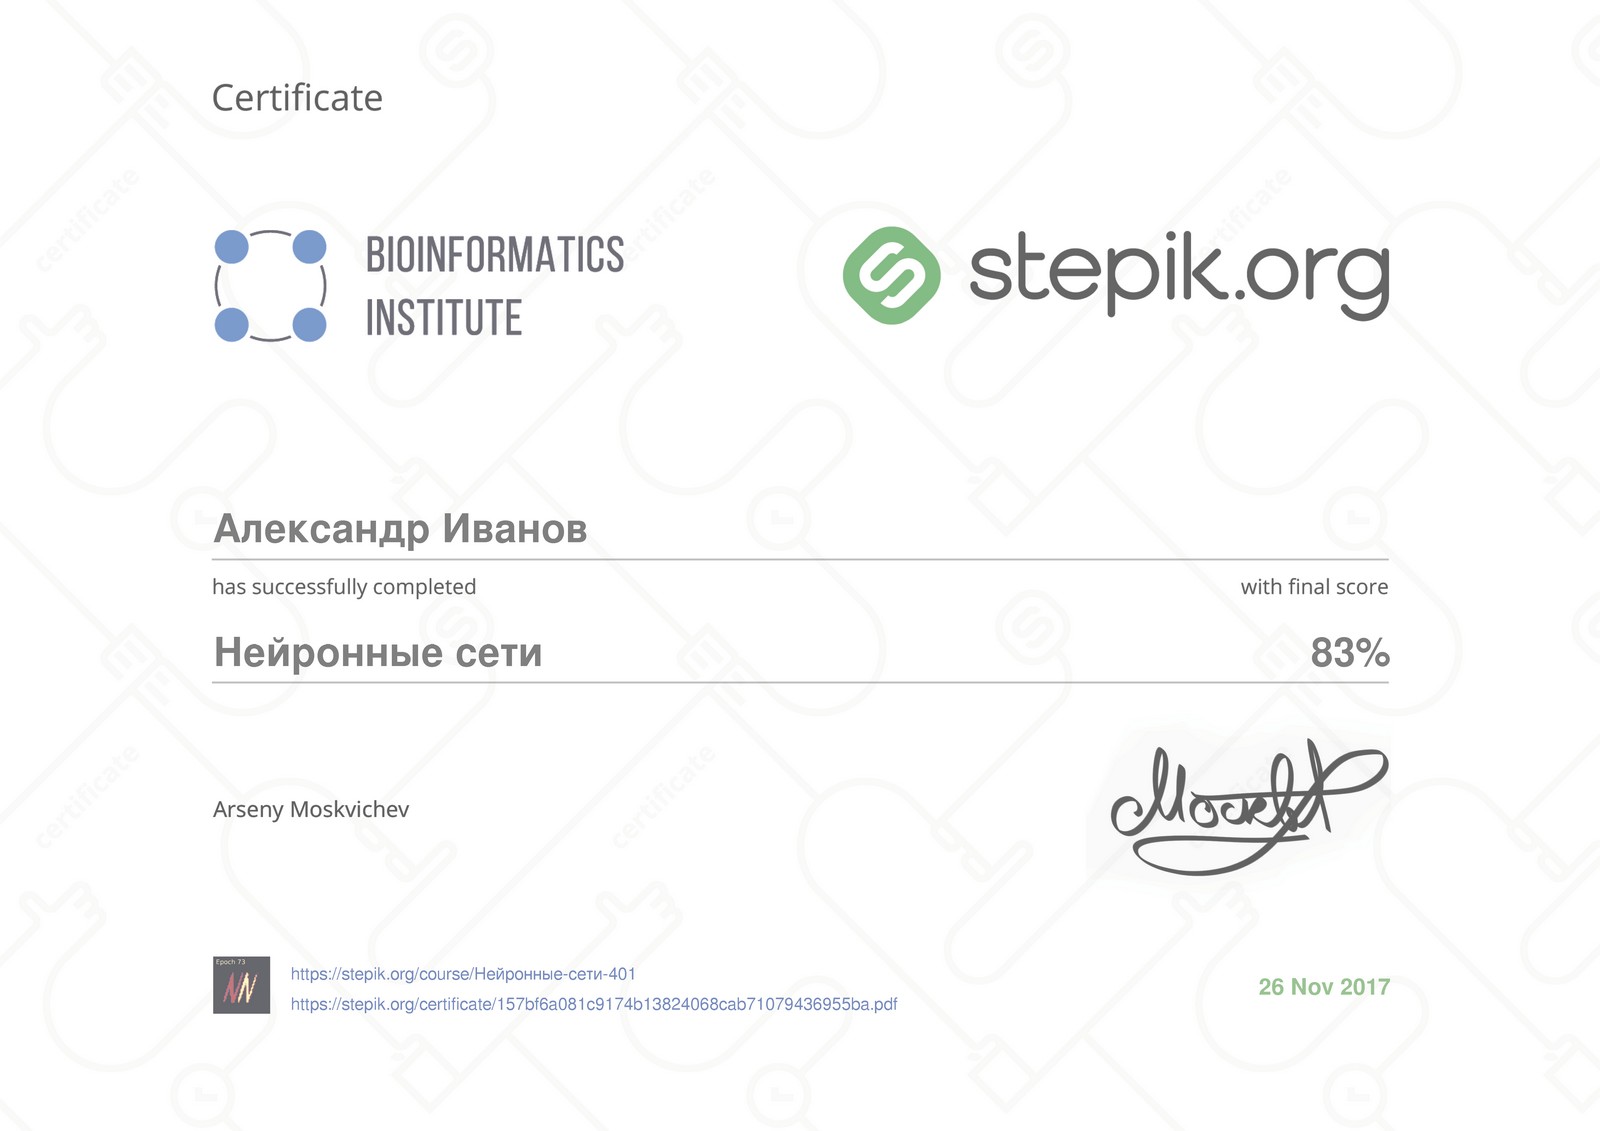 Certificate
BIOINFORMATICS
INSTITUTE
stepik.org
Александр Иванов
has successfully completed
with final score
Нейронные сети
83%
Arseny Moskvichev
Epoch 73
NN
https://stepik.org/course/Нейронные-сети-401
https://stepik.org/certificate/157bf6a081c9174b13824068cab71079436955ba.pdf
26 Nov 2017